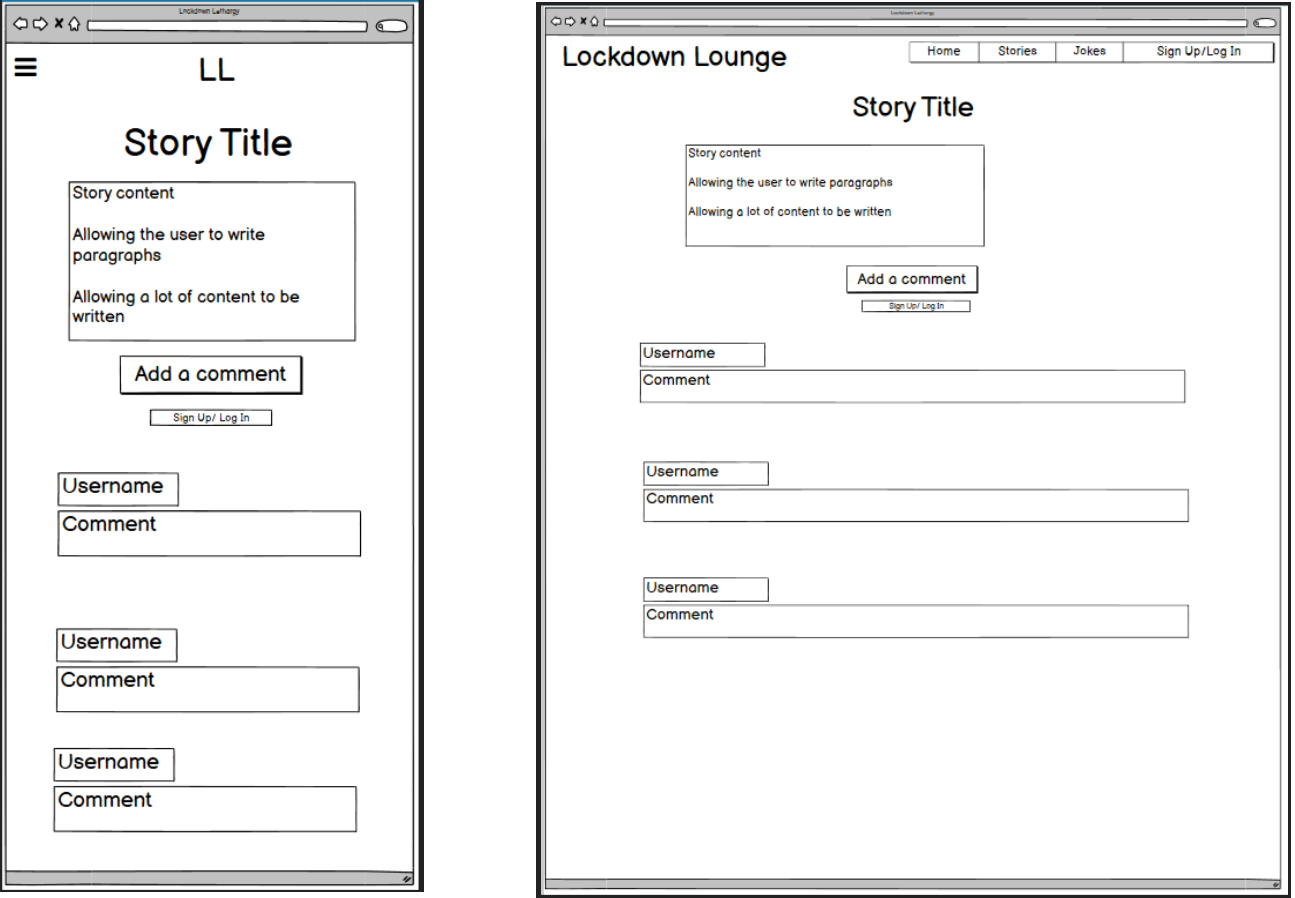 Lockdown Lethargy
LL
Story Title
Story content
Allowing the user to write
paragraphs
Allowing a lot of content to be
written
Add a comment
Sign Up/ Log In
Username
Comment
Username
Comment
Username
Comment
Lockdown Lethargy
Lockdown Lounge
Home
Stories
Jokes
Sign Up/Log In
Story Title
Story content
Allowing the user to write paragraphs
Allowing a lot of content to be written
Add a comment
Sign Up/ Log In
Username
Comment
Username
Comment
Username
Comment